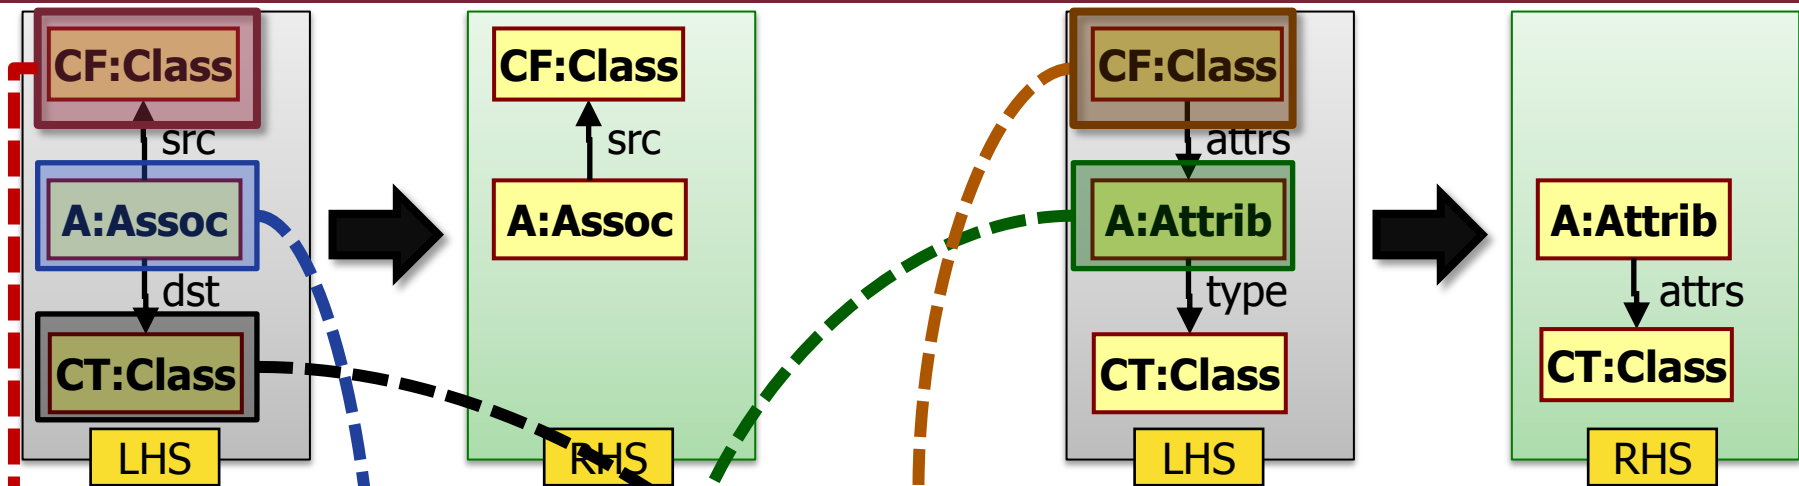 CF:Class
src
A:Assoc
dst
CT:Class
LHS
CF:Class
src
A:Assoc
RHS
CF:Class
attrs
A:Attrib
type
CT:Class
LHS
A:Attrib
attrs
CT:Class
RHS